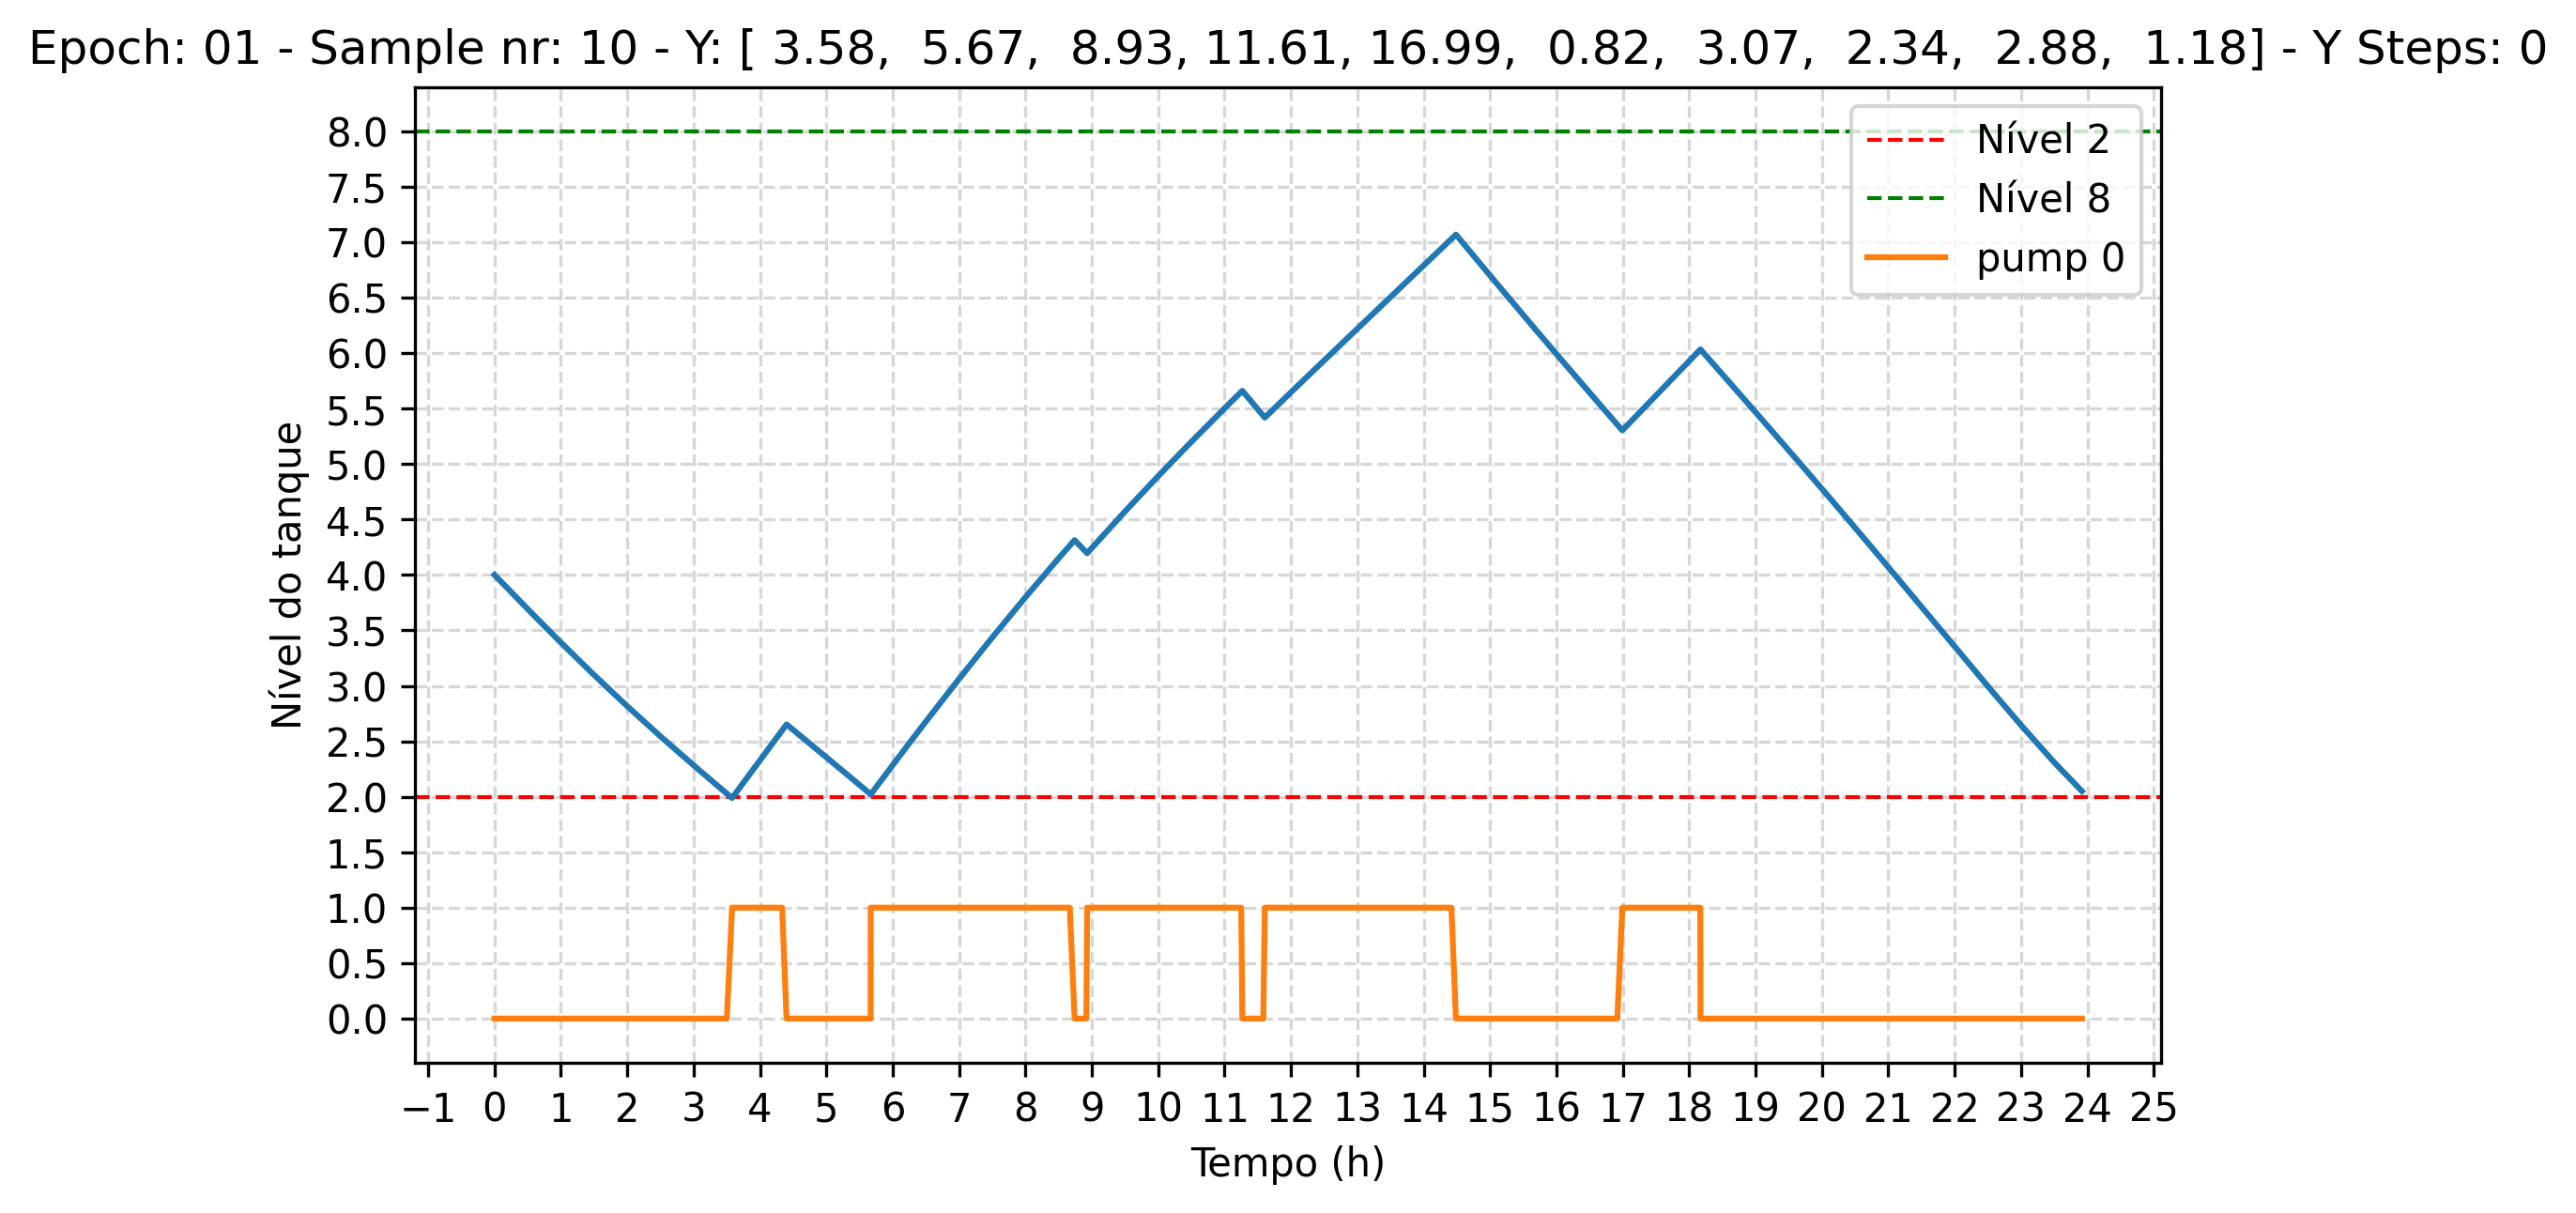 Epoch: 01 - Sample nr: 10 - Y: [ 3.58,  5.67,  8.93, 11.61, 16.99,  0.82,  3.07,  2.34,  2.88,  1.18] - Y Steps: 0
8.0
7.5
7.0
6.5
6.0
5.5
5.0
4.5
4.0
3.5
3.0
2.5
2.0
1.5
1.0
0.5
0.0
Nível do tanque
Nível 2
Nível 8
pump 0
−1 0 1 2 3 4 5 6 7 8 9 10 11 12 13 14 15 16 17 18 19 20 21 22 23 24 25
Tempo (h)